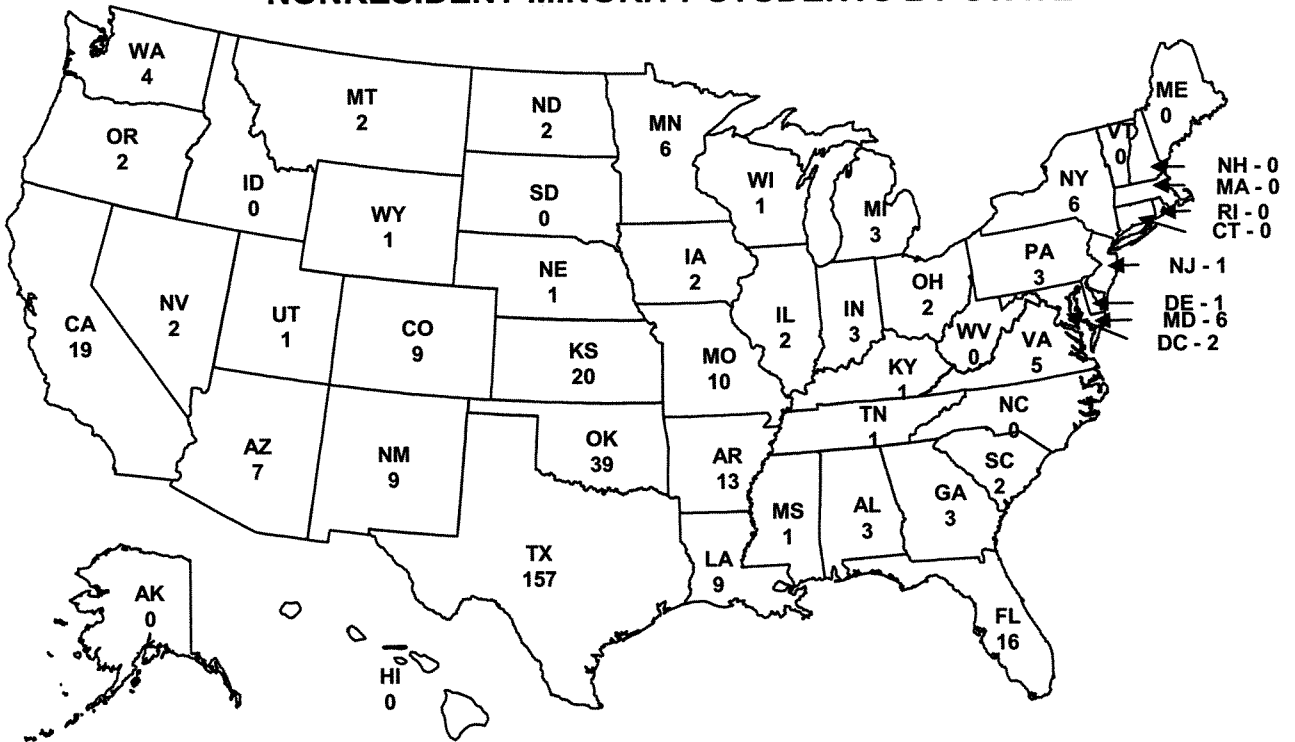 NONRESIDENT MINORITY STUDENTS BY STATE
WA
4
MT
2
ND
2
MN
6
ME
0
VT
0
OR
2
ID
0
SD
0
WI
1
MI
3
NY
6
NH - 0
MA - 0
RI - 0
CT - 0
WY
1
IA
2
NE
1
PA
3
NJ - 1
OH
2
DE - 1
MD - 6
DC - 2
NV
2
UT
1
CA
19
CO
9
KS
20
MO
10
IL
2
IN
3
WV
0
VA
5
KY
1
NC
0
TN
1
AZ
7
NM
9
OK
39
AR
13
SC
2
MS
1
AL
3
GA
3
TX
157
LA
9
AK
0
HI
0
FL
16